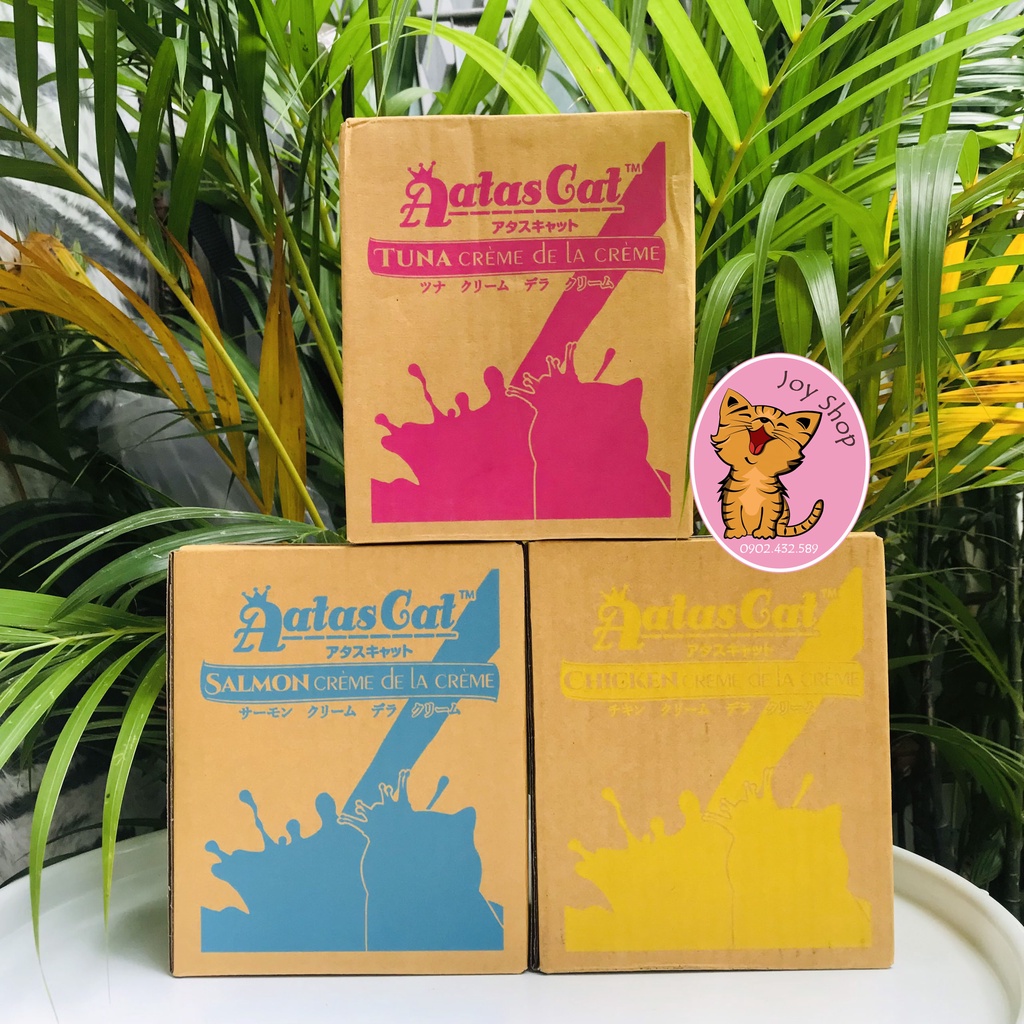 Aatas Cat™
アタスキャット
TUNA CRÈME de LA CRÈME
ツナ クリーム デラ クリーム
Joy Shop
0902.432.589
Aatas Cat™
アタスキャット
SALMON CRÈME de LA CRÈME
サーモン クリーム デラ クリーム
Aatas Cat™
アタスキャット
CHICKEN CRÈME de LA CRÈME
チキン クリーム デラ クリーム